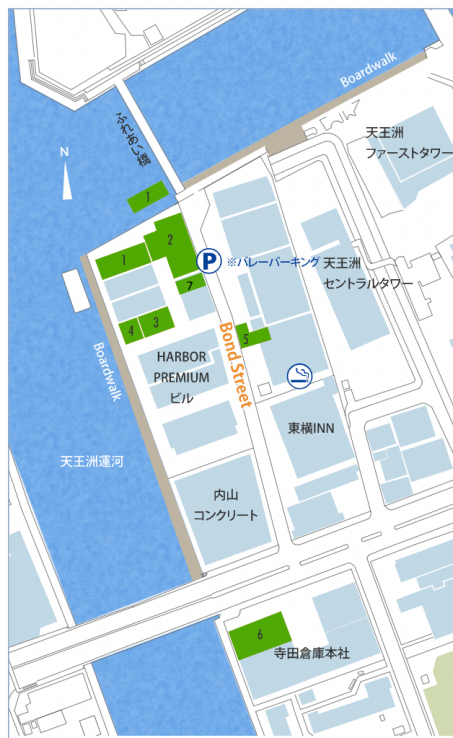 Boardwalk
ふれあい橋
天王洲
ファーストタワー
N
1
2
1
P
※バレーパーキング
天王洲
セントラルタワー
7
4
3
5
Bond.Street
Boardwalk
HARBOR
PREMIUM
ビル
東横INN
天王洲運河
内山
コンクリート
6
寺田倉庫本社